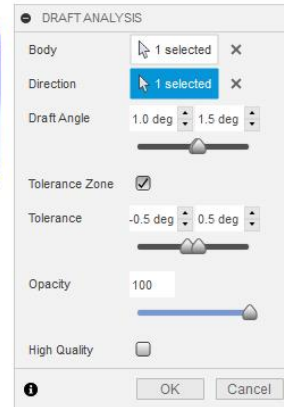 DRAFT ANALYSIS
Body 1 selected
Direction 1 selected
Draft Angle 1.0 deg 1.5 deg
Tolerance Zone
Tolerance -0.5 deg 0.5 deg
Opacity 100
High Quality
OK Cancel